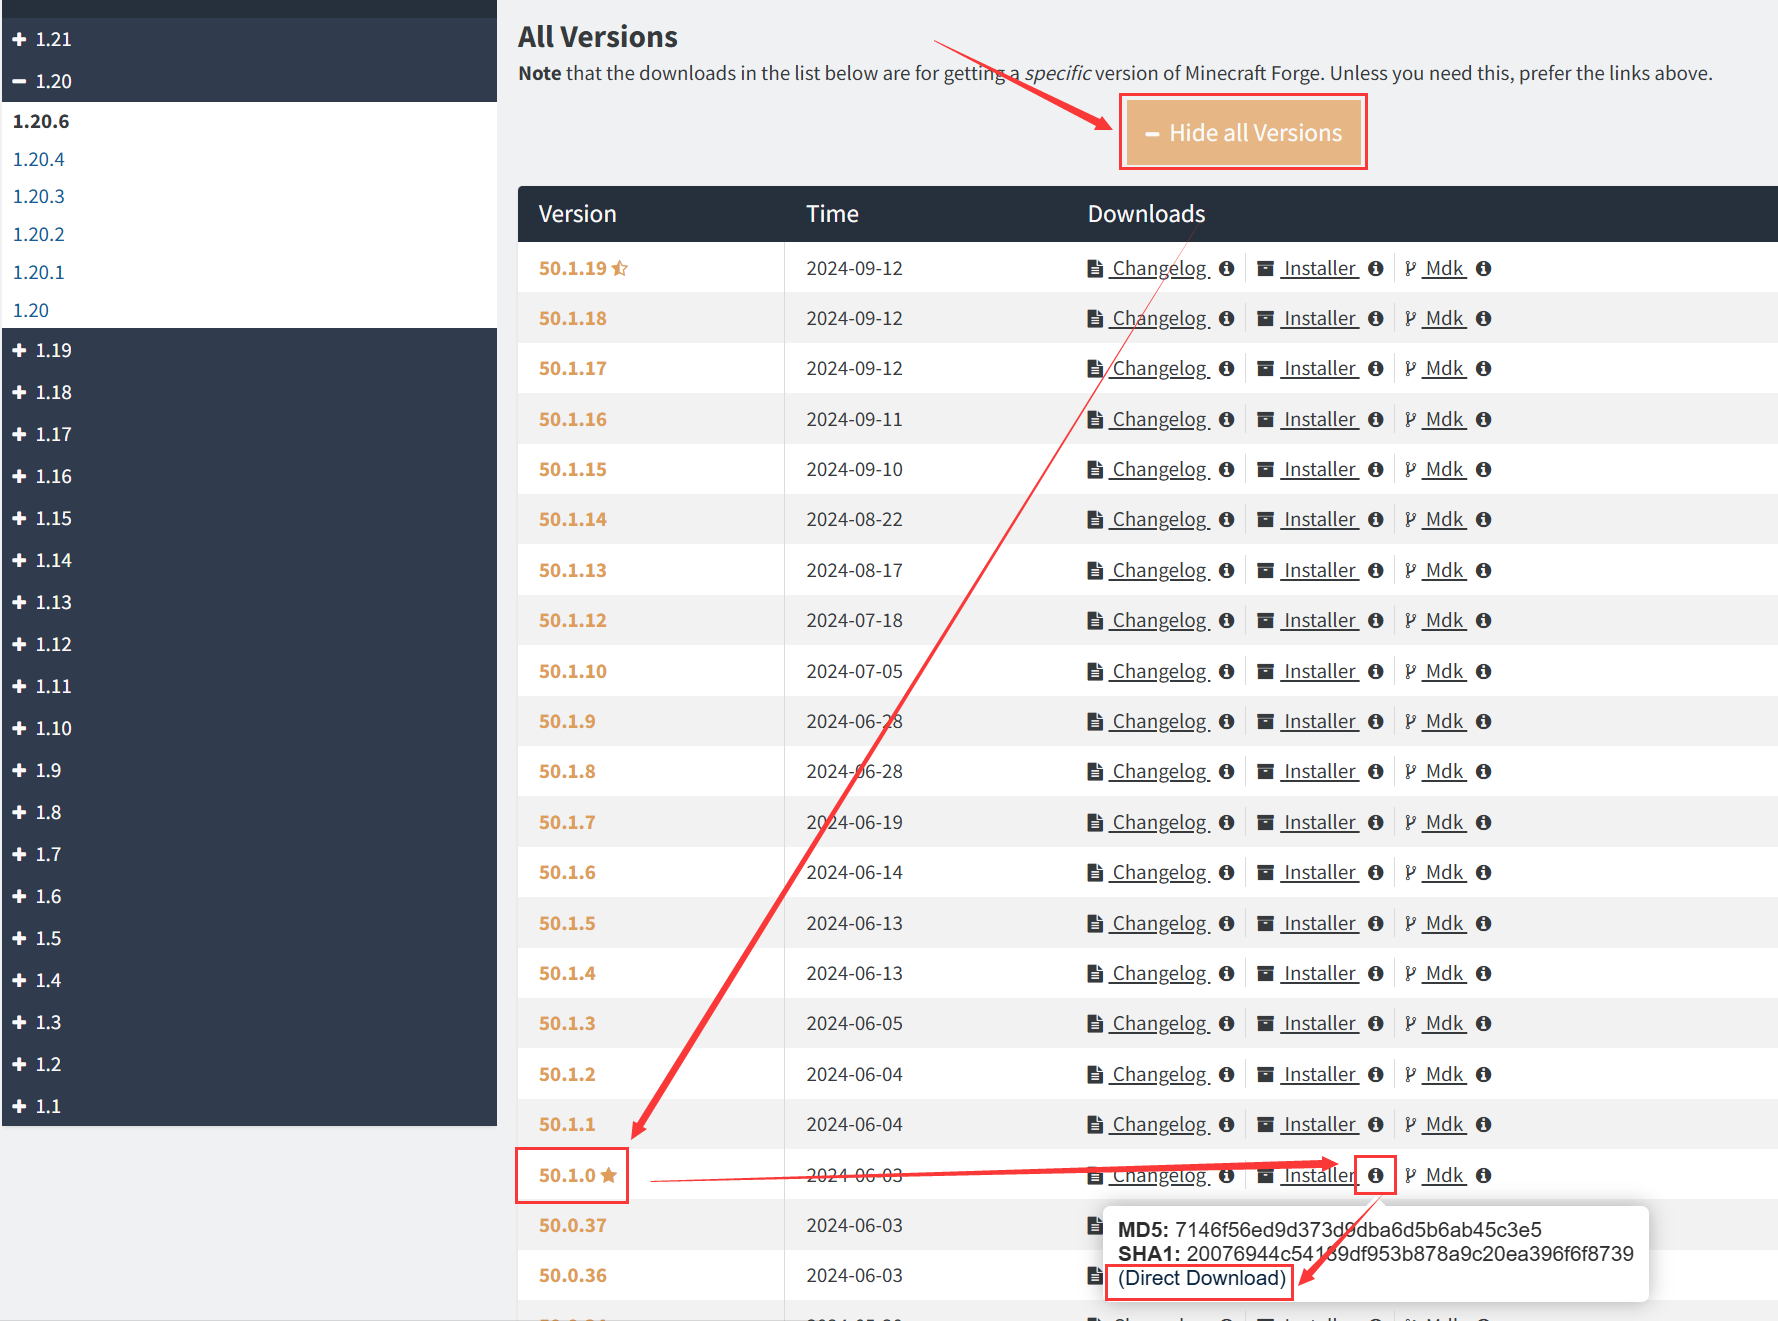 1.21
1.20
1.20.6
1.20.4
1.20.3
1.20.2
1.20.1
1.20
1.19
1.18
1.17
1.16
1.15
1.14
1.13
1.12
1.11
1.10
1.9
1.8
1.7
1.6
1.5
1.4
1.3
1.2
1.1
All Versions
Note that the downloads in the list below are for getting a specific version of Minecraft Forge. Unless you need this, prefer the links above.
Hide all Versions
Version Time Downloads
50.1.19 2024-09-12 Changelog Installer Mdk
50.1.18 2024-09-12 Changelog Installer Mdk
50.1.17 2024-09-12 Changelog Installer Mdk
50.1.16 2024-09-11 Changelog Installer Mdk
50.1.15 2024-09-10 Changelog Installer Mdk
50.1.14 2024-08-22 Changelog Installer Mdk
50.1.13 2024-08-17 Changelog Installer Mdk
50.1.12 2024-07-18 Changelog Installer Mdk
50.1.10 2024-07-05 Changelog Installer Mdk
50.1.9 2024-06-28 Changelog Installer Mdk
50.1.8 2024-06-28 Changelog Installer Mdk
50.1.7 2024-06-19 Changelog Installer Mdk
50.1.6 2024-06-14 Changelog Installer Mdk
50.1.5 2024-06-13 Changelog Installer Mdk
50.1.4 2024-06-13 Changelog Installer Mdk
50.1.3 2024-06-05 Changelog Installer Mdk
50.1.2 2024-06-04 Changelog Installer Mdk
50.1.1 2024-06-04 Changelog Installer Mdk
50.1.0 2024-06-03 Changelog Installer Mdk
50.0.37 2024-06-03
50.0.36 2024-06-03
MD5: 7146f56ed9d373d9dba6d5b6ab45c3e5
SHA1: 20076944c54189df953b878a9c20ea396f6f8739
(Direct Download)